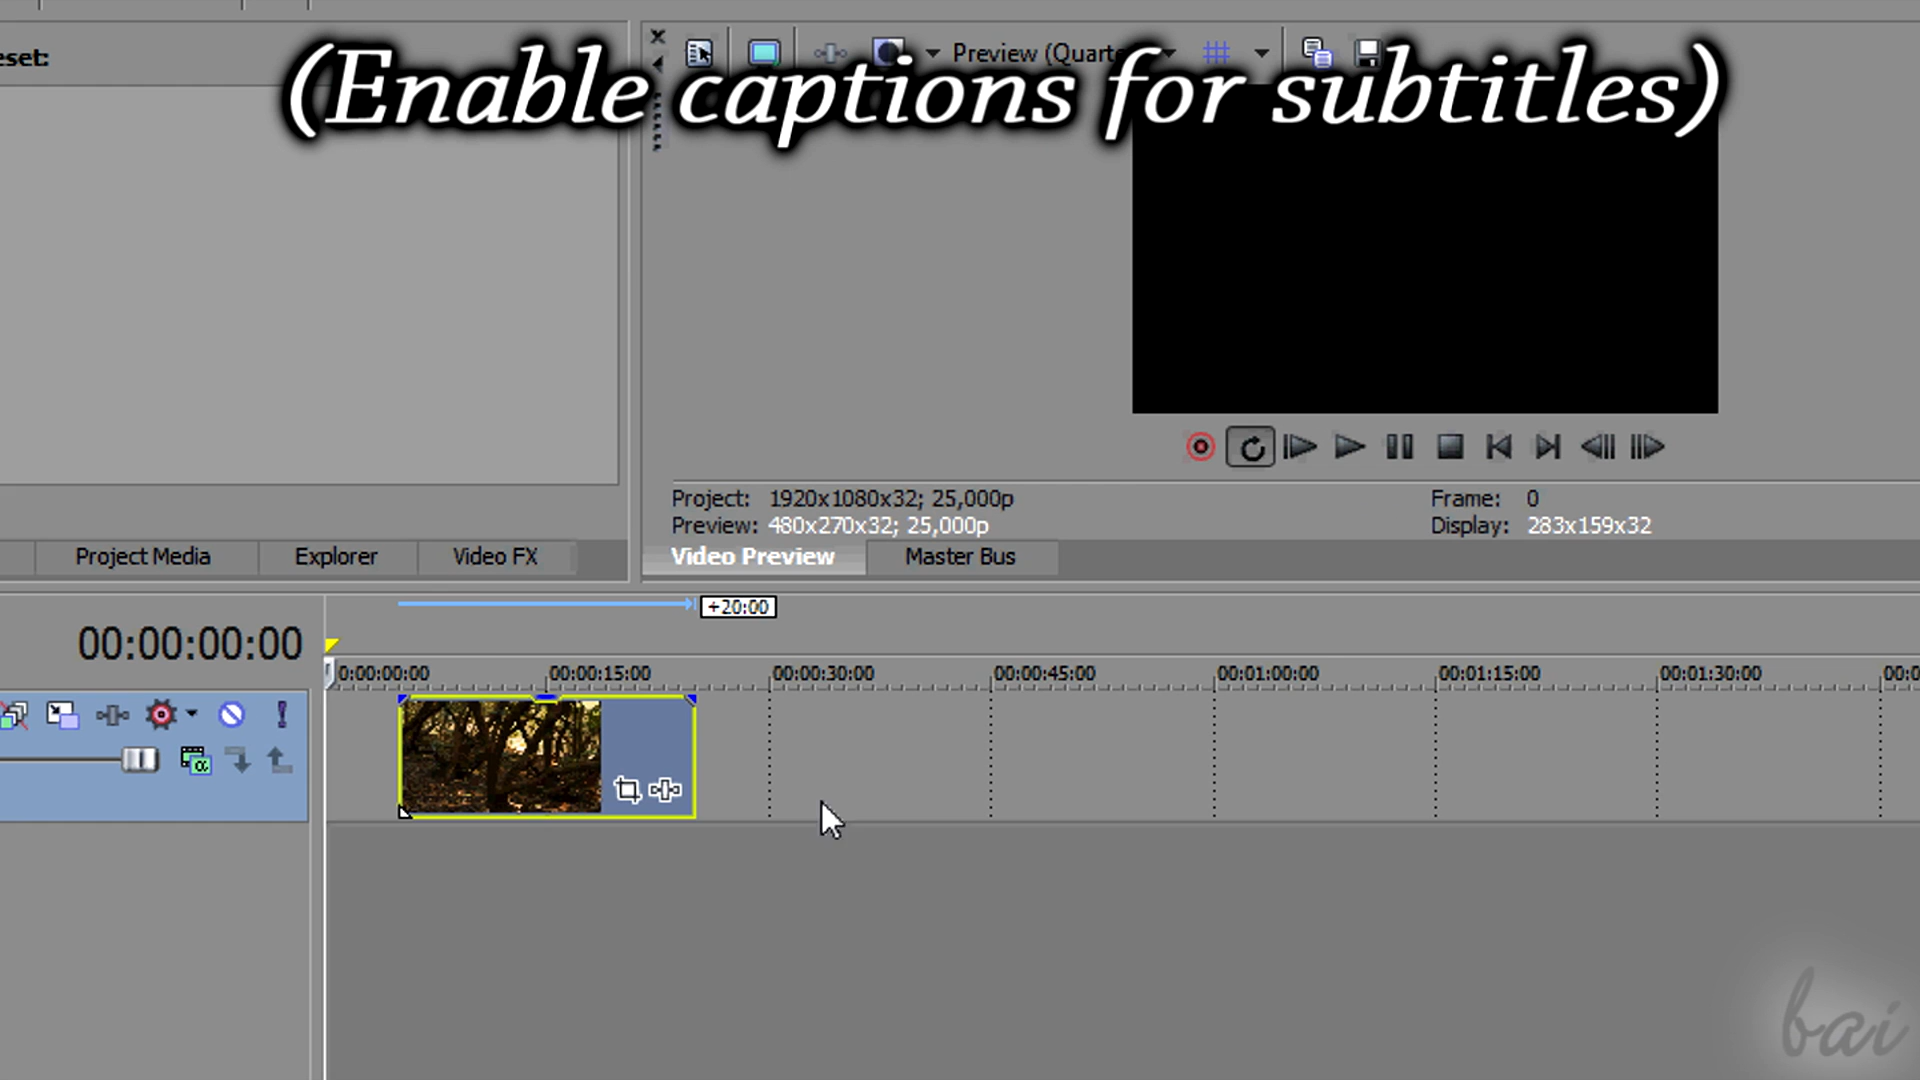 eset:
(Enable captions for subtitles)
Preview (Quarte
Project: 1920x1080x32; 25,000p
Frame: 0
Preview: 480x270x32; 25,000p
Display: 283x159x32
Project Media
Explorer
Video FX
Video Preview
Master Bus
+20:00
00:00:00:00
0:00:00:00
00:00:15:00
00:00:30:00
00:00:45:00
00:01:00:00
00:01:15:00
00:01:30:00
00:0
bai